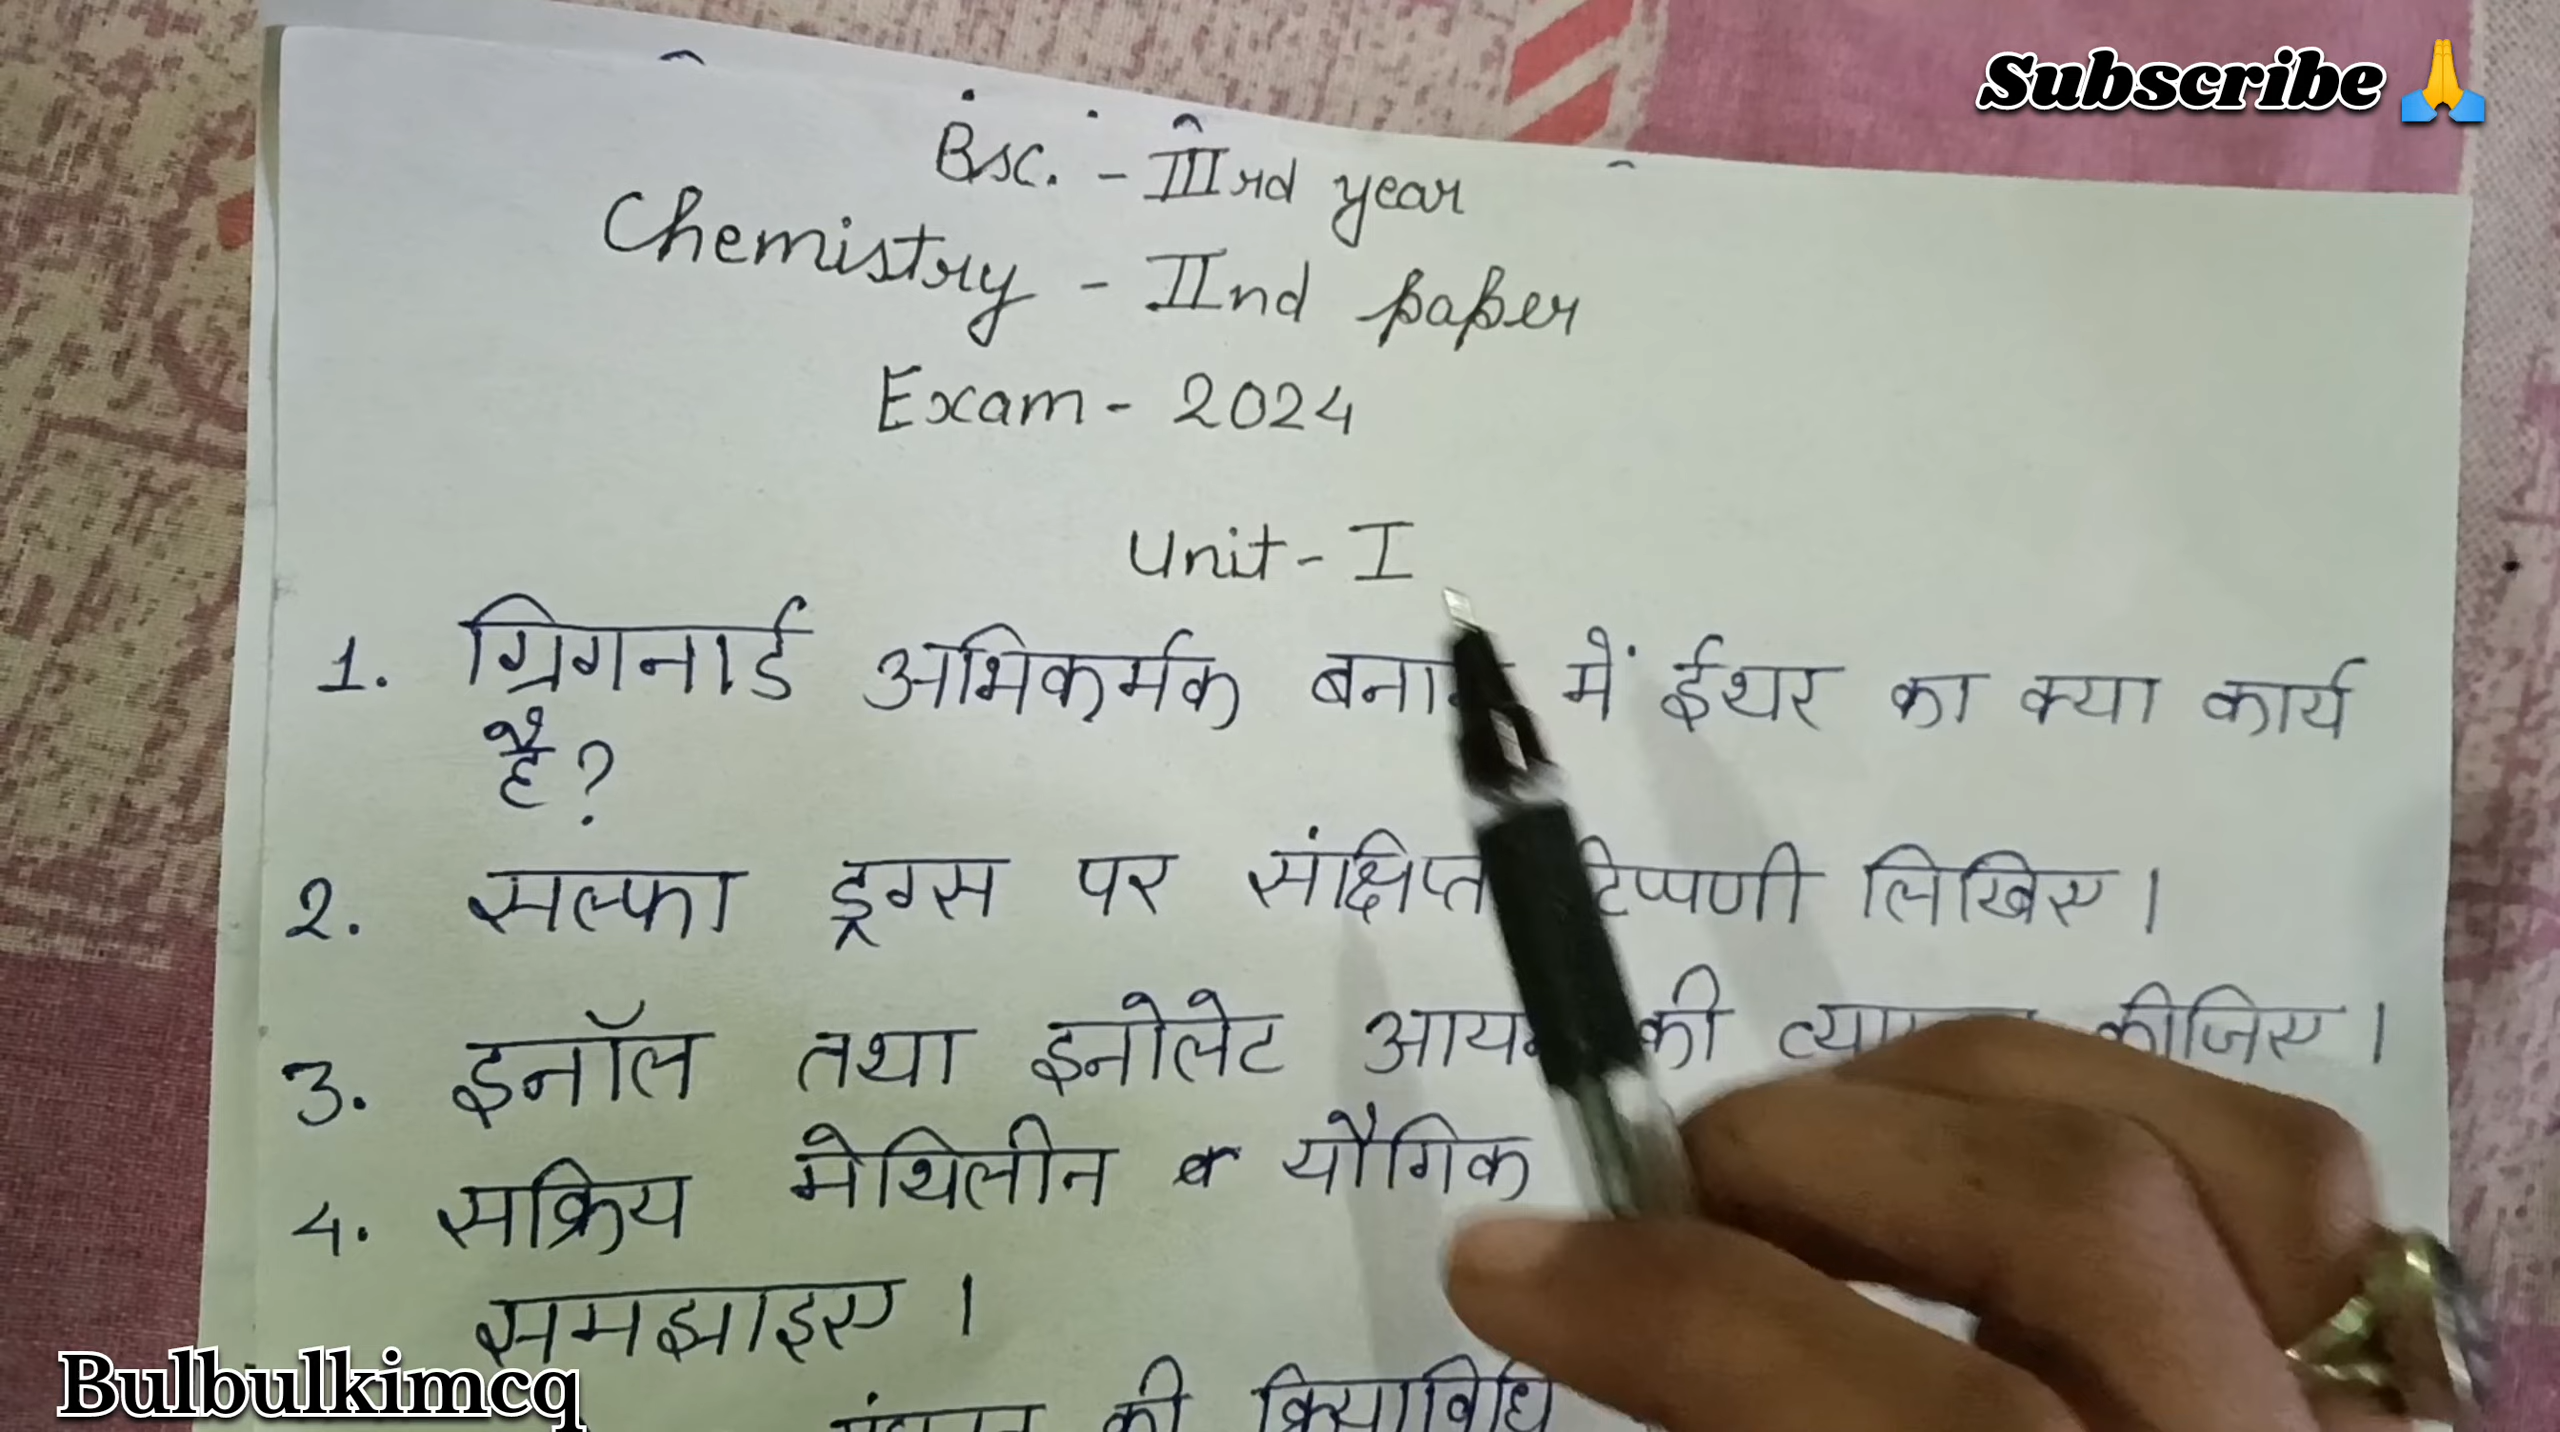 Subscribe 🙏
Bsc. - IIIrd year
Chemistry - IInd paper
Exam - 2024
Unit - I
1. ग्रिगनार्ड अभिकर्मक में ईथर का क्या कार्य
है?
2. सल्फा ड्रग्स पर संक्षिप्त टिप्पणी लिखिए।
3. इनॉल तथा इनोलेट की कीजिए।
4. सक्रिय मेथिलीन यौगिक
समझाइए।
की क्रियाविधि
Bulbulkimcq